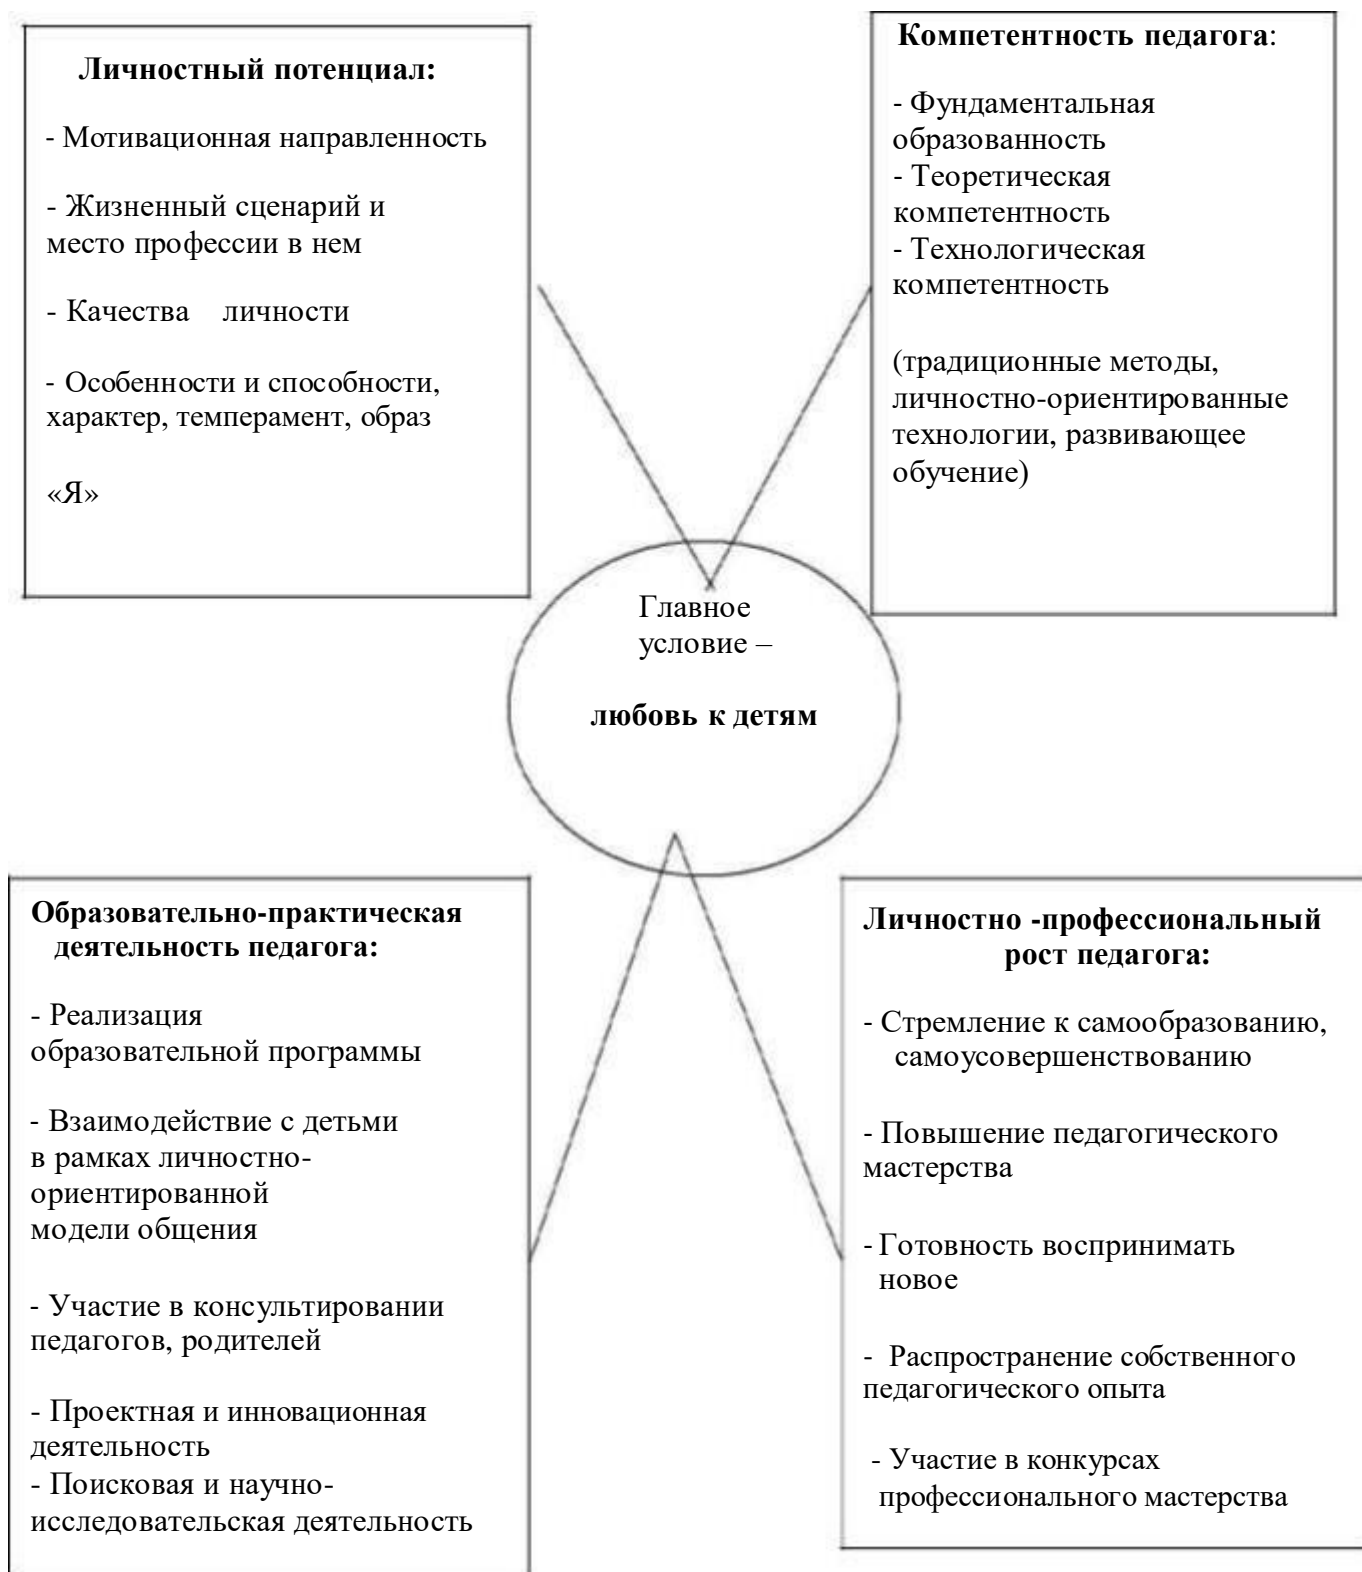 Личностный потенциал:
- Мотивационная направленность
- Жизненный сценарий и
место профессии в нем
- Качества личности
- Особенности и способности,
характер, темперамент, образ
«Я»
Компетентность педагога:
- Фундаментальная
образованность
- Теоретическая
компетентность
- Технологическая
компетентность
(традиционные методы,
личностно-ориентированные
технологии, развивающее
обучение)
Главное
условие –
любовь к детям
Образовательно-практическая
деятельность педагога:
- Реализация
образовательной программы
- Взаимодействие с детьми
в рамках личностно-
ориентированной
модели общения
- Участие в консультировании
педагогов, родителей
- Проектная и инновационная
деятельность
- Поисковая и научно-
исследовательская деятельность
Личностно -профессиональный
рост педагога:
- Стремление к самообразованию,
самоусовершенствованию
- Повышение педагогического
мастерства
- Готовность воспринимать
новое
- Распространение собственного
педагогического опыта
- Участие в конкурсах
профессионального мастерства